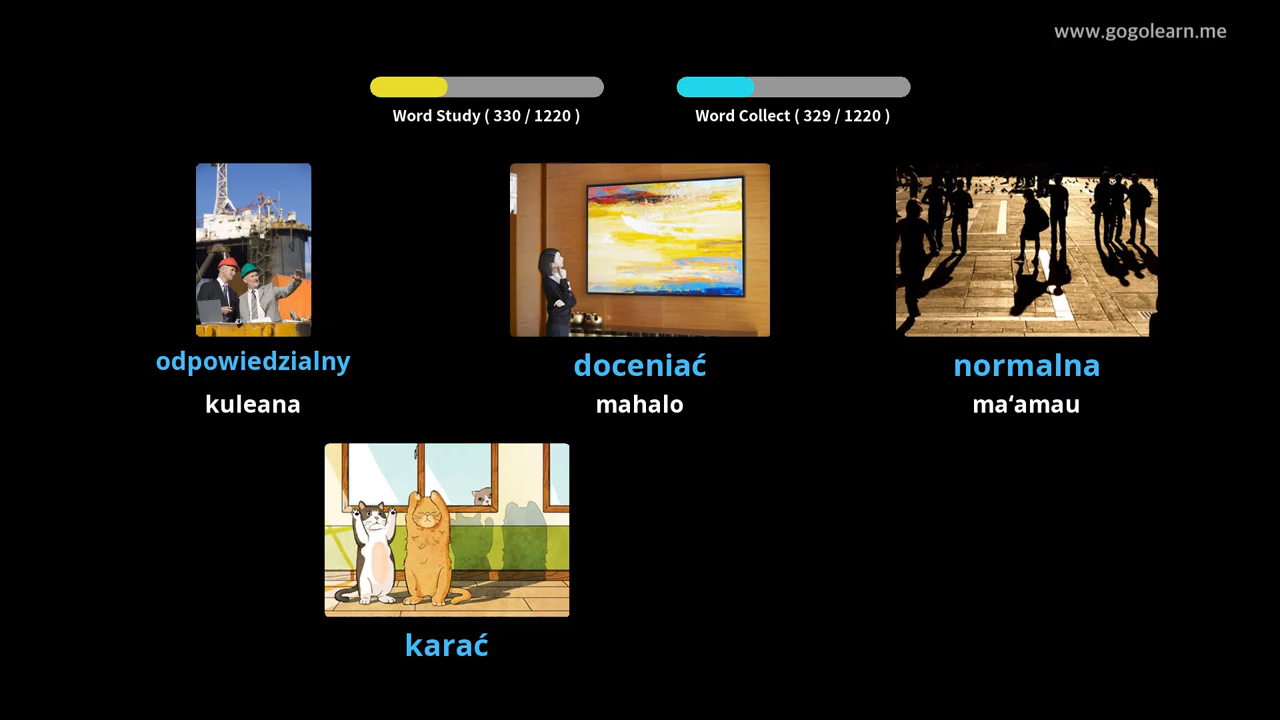 www.gogolearn.me
Word Study ( 330 / 1220 )
Word Collect ( 329 / 1220 )
odpowiedzialny
kuleana
doceniać
mahalo
normalna
maʻamau
karać